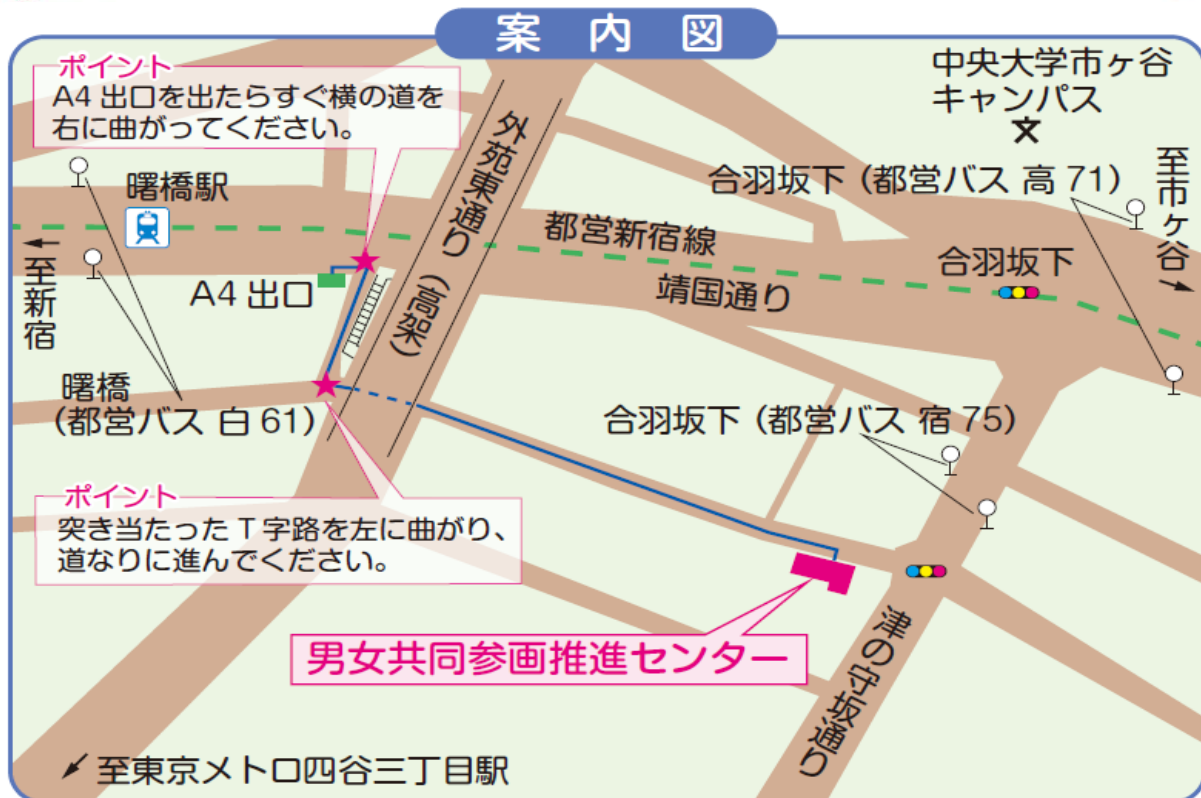 案内図
ポイント
A4 出口を出たらすぐ横の道を
右に曲がってください。
中央大学市ヶ谷
キャンパス
至市ヶ谷
合羽坂下（都営バス 高 71）
曙橋駅
外苑東通り（高架）
都営新宿線
合羽坂下
靖国通り
至新宿
A4 出口
曙橋
（都営バス 白 61）
合羽坂下（都営バス 宿 75）
ポイント
突き当たった T 字路を左に曲がり、
道なりに進んでください。
男女共同参画推進センター
津の守坂通り
至東京メトロ四谷三丁目駅